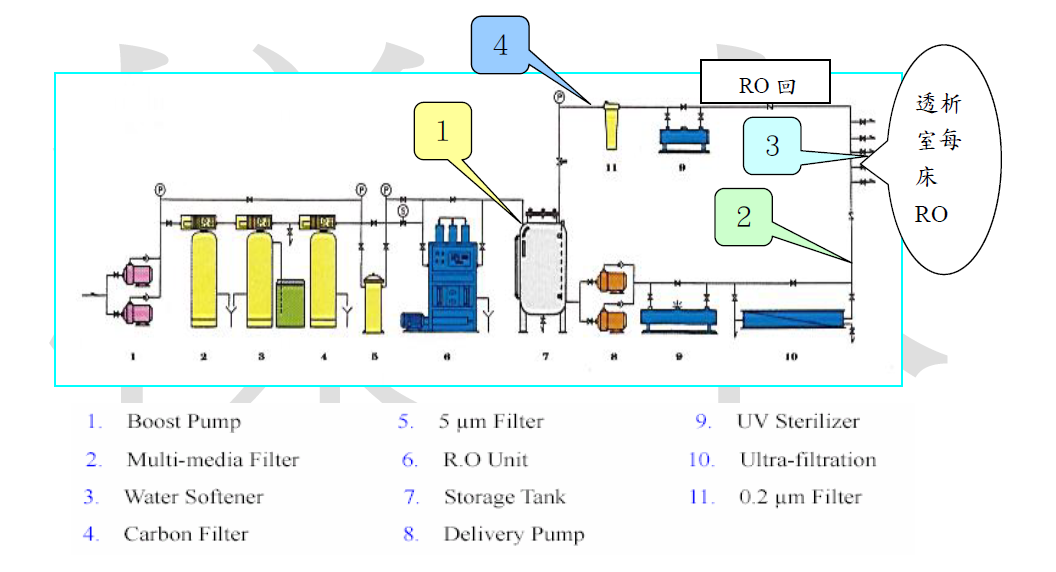 4
RO 回
1
透析
室每
床
RO
3
2
P
P
P
P
S
11
9
1
2
3
4
5
6
7
8
9
10
1. Boost Pump
2. Multi-media Filter
3. Water Softener
4. Carbon Filter
5. 5 μm Filter
6. R.O Unit
7. Storage Tank
8. Delivery Pump
9. UV Sterilizer
10. Ultra-filtration
11. 0.2 μm Filter